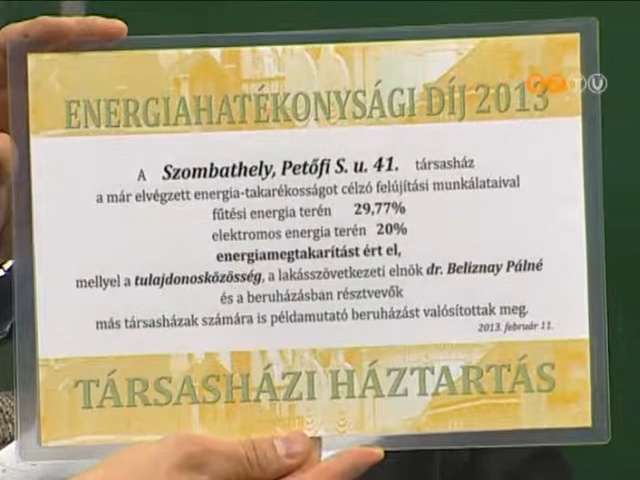 ENERGIAHATÉKONYSÁGI DÍJ 2013
A Szombathely, Petőfi S. u. 41. társasház
a már elvégzett energia-takarékosságot célzó felújítási munkálataival
fűtési energia terén 29,77%
elektromos energia terén 20%
energiamegtakarítást ért el,
mellyel a tulajdonosközösség, a lakásszövetkezeti elnök dr. Beliznay Pálné
és a beruházásban résztvevők
más társasházak számára is példamutató beruházást valósítottak meg.
2013. február 11.
TÁRSASHÁZI HÁZTARTÁS